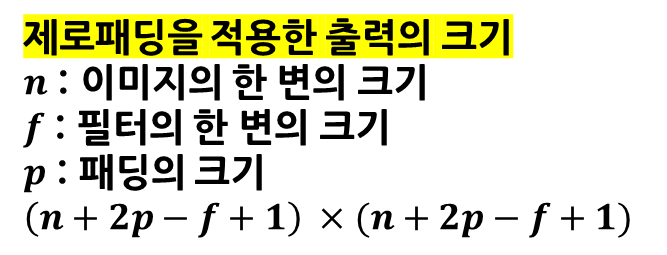 제로패딩을 적용한 출력의 크기
n : 이미지의 한 변의 크기
f : 필터의 한 변의 크기
p : 패딩의 크기
(n + 2p − f + 1) × (n + 2p − f + 1)